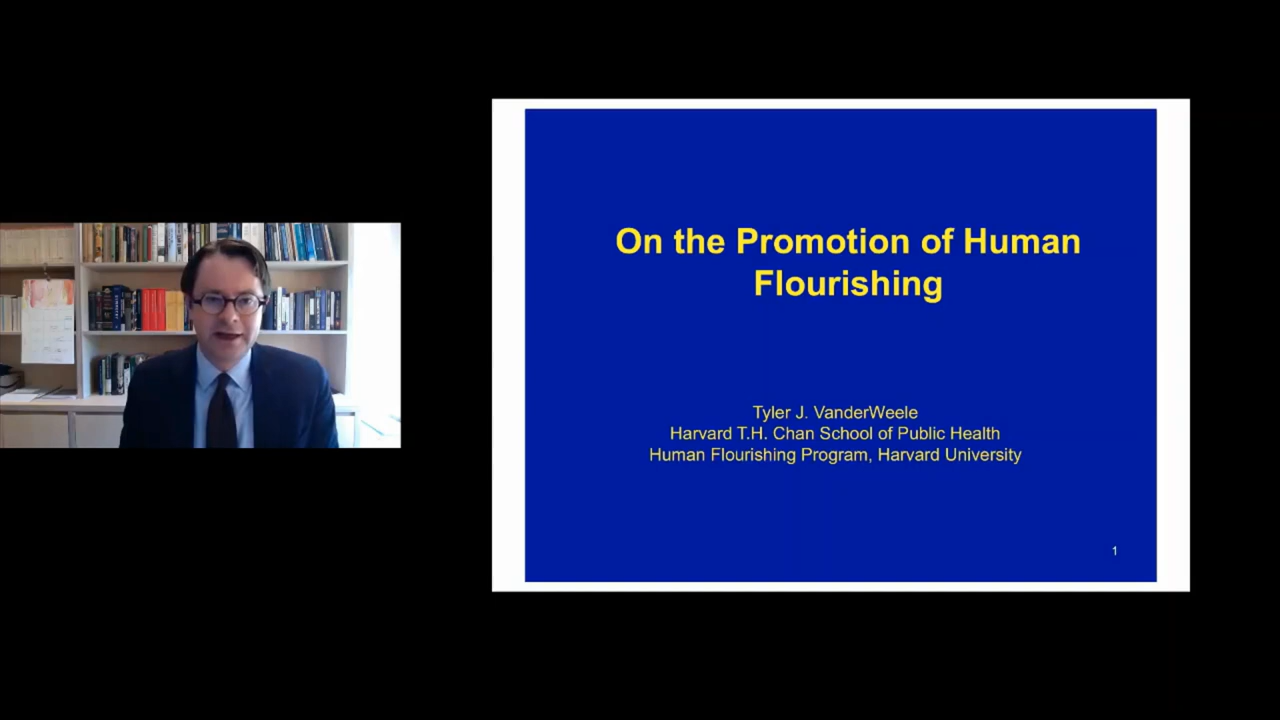 On the Promotion of Human
Flourishing
Tyler J. VanderWeele
Harvard T.H. Chan School of Public Health
Human Flourishing Program, Harvard University
1